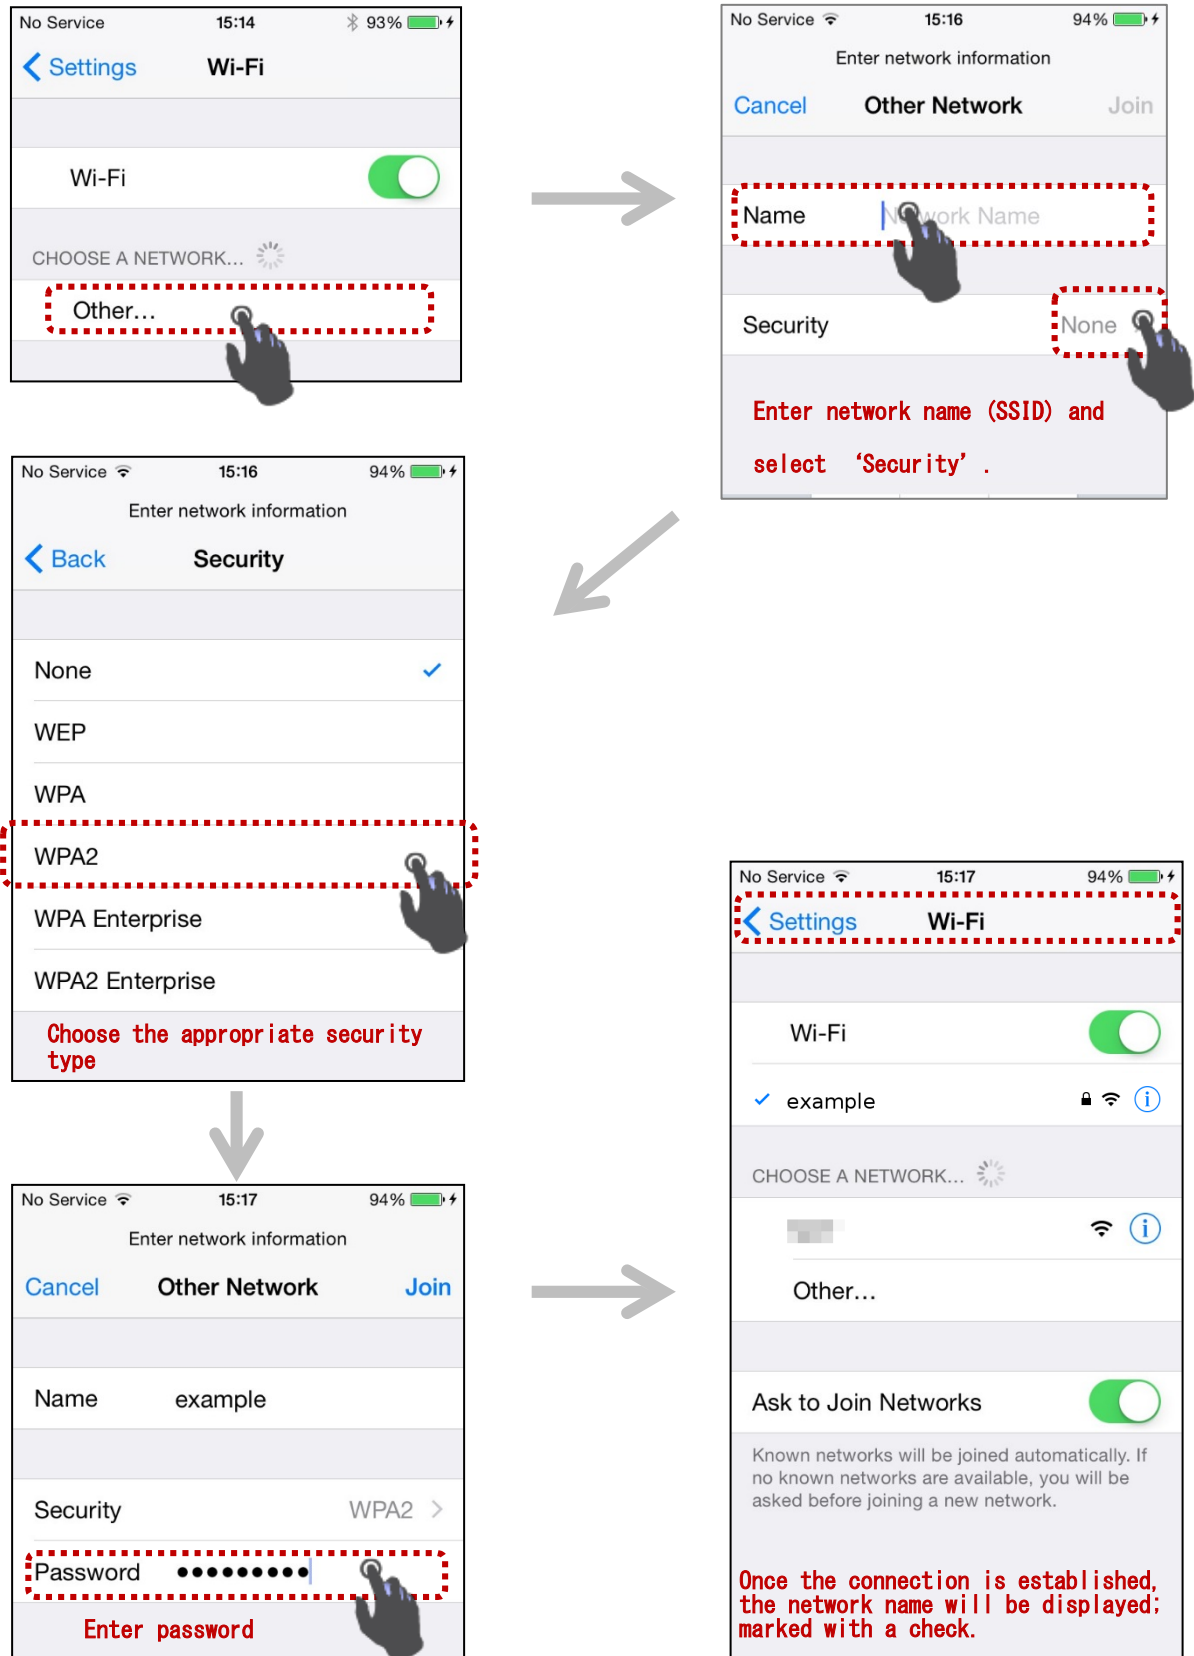 No Service 15:14 93%
Settings Wi-Fi
Wi-Fi
CHOOSE A NETWORK...
Other...
No Service 15:16 94%
Enter network information
Cancel Other Network Join
Name Network Name
Security None
Enter network name (SSID) and
select ‘Security’.
No Service 15:16 94%
Enter network information
Back Security
None
WEP
WPA
WPA2
WPA Enterprise
WPA2 Enterprise
Choose the appropriate security
type
No Service 15:17 94%
Enter network information
Cancel Other Network Join
Name example
Security WPA2
Password •••••••••
Enter password
No Service 15:17 94%
Settings Wi-Fi
Wi-Fi
example
CHOOSE A NETWORK...
Other...
Ask to Join Networks
Known networks will be joined automatically. If
no known networks are available, you will be
asked before joining a new network.
Once the connection is established,
the network name will be displayed;
marked with a check.